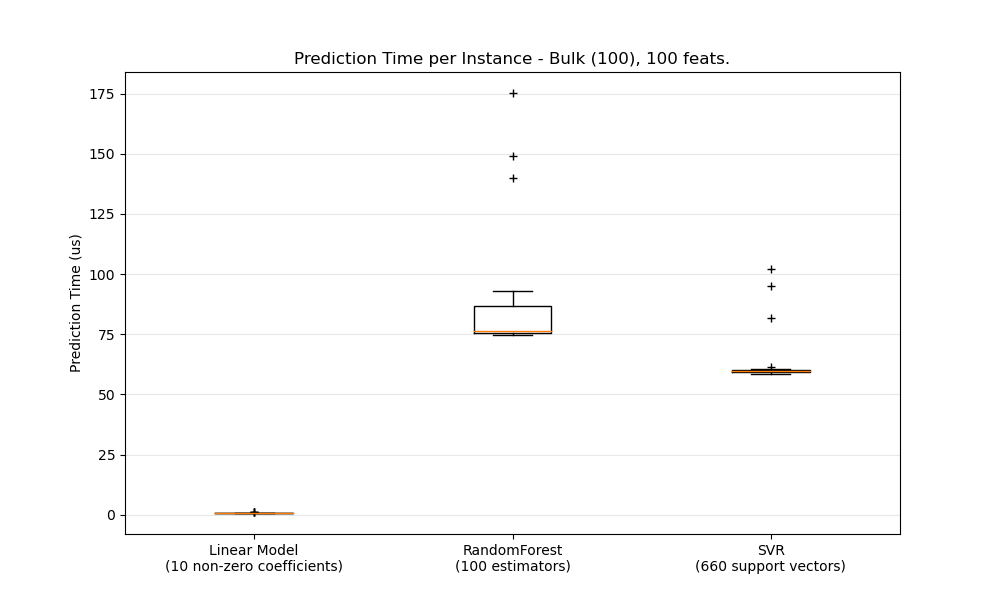 Prediction Time per Instance - Bulk (100), 100 feats.
Prediction Time (us)
175
150
125
100
75
50
25
0
Linear Model
(10 non-zero coefficients)
RandomForest
(100 estimators)
SVR
(660 support vectors)